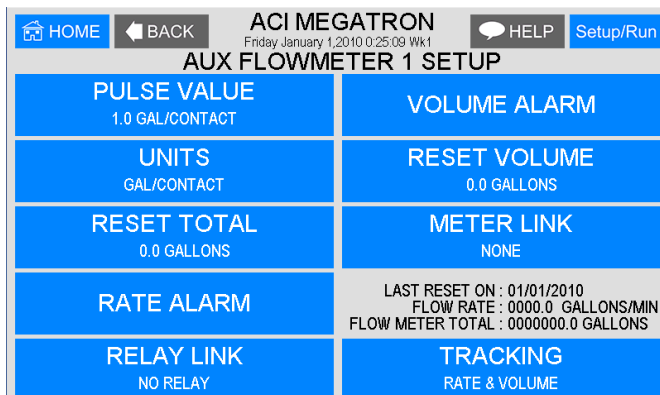 HOME
BACK
ACI MEGATRON
Friday January 1,2010 0:25:09 Wk1
HELP
Setup/Run
AUX FLOWMETER 1 SETUP
PULSE VALUE
1.0 GAL/CONTACT
VOLUME ALARM
UNITS
GAL/CONTACT
RESET VOLUME
0.0 GALLONS
RESET TOTAL
0.0 GALLONS
METER LINK
NONE
RATE ALARM
LAST RESET ON : 01/01/2010
FLOW RATE : 0000.0 GALLONS/MIN
FLOW METER TOTAL : 0000000.0 GALLONS
RELAY LINK
NO RELAY
TRACKING
RATE & VOLUME